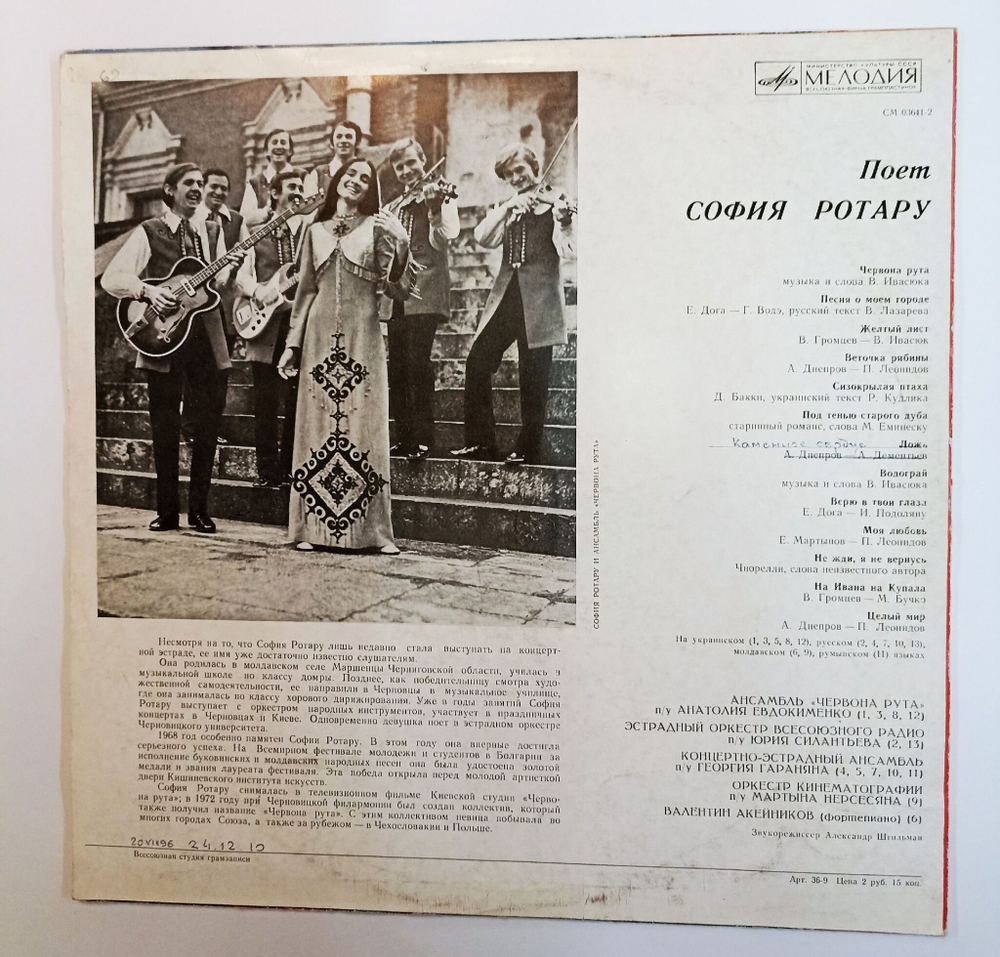 62
МИНИСТЕРСТВО КУЛЬТУРЫ СССР
МЕЛОДИЯ
ВСЕСОЮЗНАЯ ФИРМА ГРАМПЛАСТИНОК
СМ 03641-2
Поет
СОФИЯ РОТАРУ
Червона рута
музыка и слова В. Ивасюка
Песня о моем городе
Е. Дога — Г. Водэ, русский текст В. Лазарева
Желтый лист
В. Громцев — В. Ивасюк
Веточка рябины
А. Днепров — П. Леонидов
Сизокрылая птаха
Д. Бакки, украинский текст Р. Кудлика
Под тенью старого дуба
старинный романс, слова М. Еминеску
Каменное сердце Дождь
А. Днепров — А. Дементьев
Водограй
музыка и слова В. Ивасюка
Верю в твои глаза
Е. Дога — И. Подоляну
Моя любовь
Е. Мартынов — П. Леонидов
Не жди, я не вернусь
Чиорелли, слова неизвестного автора
На Ивана на Купала
В. Громцев — М. Бучко
Целый мир
А. Днепров — П. Леонидов
На украинском (1, 3, 5, 8, 12), русском (2, 4, 7, 10, 13),
молдавском (6, 9), румынском (11) языках
АНСАМБЛЬ «ЧЕРВОНА РУТА»
п/у АНАТОЛИЯ ЕВДОКИМЕНКО (1, 3, 8, 12)
ЭСТРАДНЫЙ ОРКЕСТР ВСЕСОЮЗНОГО РАДИО
п/у ЮРИЯ СИЛАНТЬЕВА (2, 13)
КОНЦЕРТНО-ЭСТРАДНЫЙ АНСАМБЛЬ
п/у ГЕОРГИЯ ГАРАНЯНА (4, 5, 7, 10, 11)
ОРКЕСТР КИНЕМАТОГРАФИИ
п/у МАРТЫНА НЕРСЕСЯНА (9)
ВАЛЕНТИН АКЕЙНИКОВ (фортепиано) (6)
Звукорежиссер Александр Штильман
СОФИЯ РОТАРУ И АНСАМБЛЬ «ЧЕРВОНА РУТА»
Несмотря на то, что София Ротару лишь недавно стала выступать на концерт-
ной эстраде, ее имя уже достаточно известно слушателям.
Она родилась в молдавском селе Маршенцы Черниговской области, училась в
музыкальной школе по классу домры. Позднее, как победительницу смотра худо-
жественной самодеятельности, ее направили в Черновцы в музыкальное училище,
где она занималась по классу хорового дирижирования. Уже в годы занятий София
Ротару выступает с оркестром народных инструментов, участвует в праздничных
концертах в Черновцах и Киеве. Одновременно девушка поет в эстрадном оркестре
Черновицкого университета.
1968 год особенно памятен Софии Ротару. В этом году она впервые достигла
серьезного успеха. На Всемирном фестивале молодежи и студентов в Болгарии за
исполнение буковинских и молдавских народных песен она была удостоена золотой
медали и звания лауреата фестиваля. Эта победа открыла перед молодой артисткой
двери Кишиневского института искусств.
София Ротару снималась в телевизионном фильме Киевской студии «Черво-
на рута»; в 1972 году при Черновицкой филармонии был создан коллектив, который
также получил название «Червона рута». С этим коллективом певица побывала во
многих городах Союза, а также за рубежом — в Чехословакии и Польше.
20VII96 24.12.10
Всесоюзная студия грамзаписи
Арт. 36-9 Цена 2 руб. 15 коп.